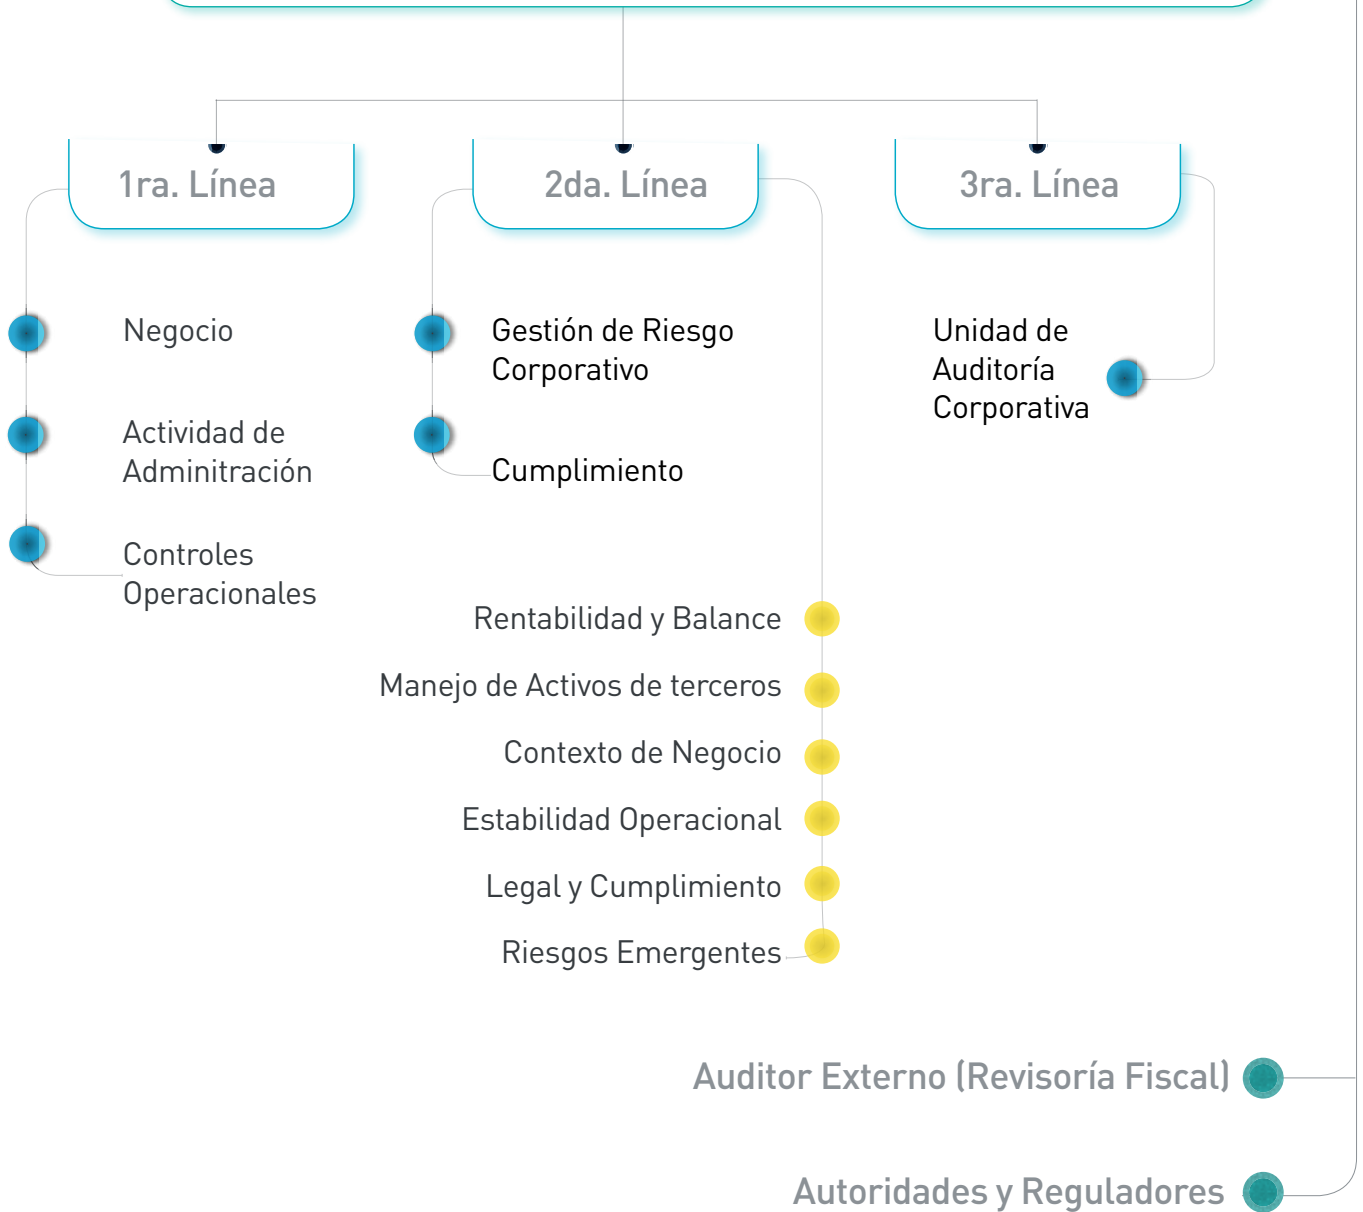 1ra. Línea
Negocio
Actividad de
Adminitración
Controles
Operacionales
2da. Línea
Gestión de Riesgo
Corporativo
Cumplimiento
Rentabilidad y Balance
Manejo de Activos de terceros
Contexto de Negocio
Estabilidad Operacional
Legal y Cumplimiento
Riesgos Emergentes
3ra. Línea
Unidad de
Auditoría
Corporativa
Auditor Externo (Revisoría Fiscal)
Autoridades y Reguladores